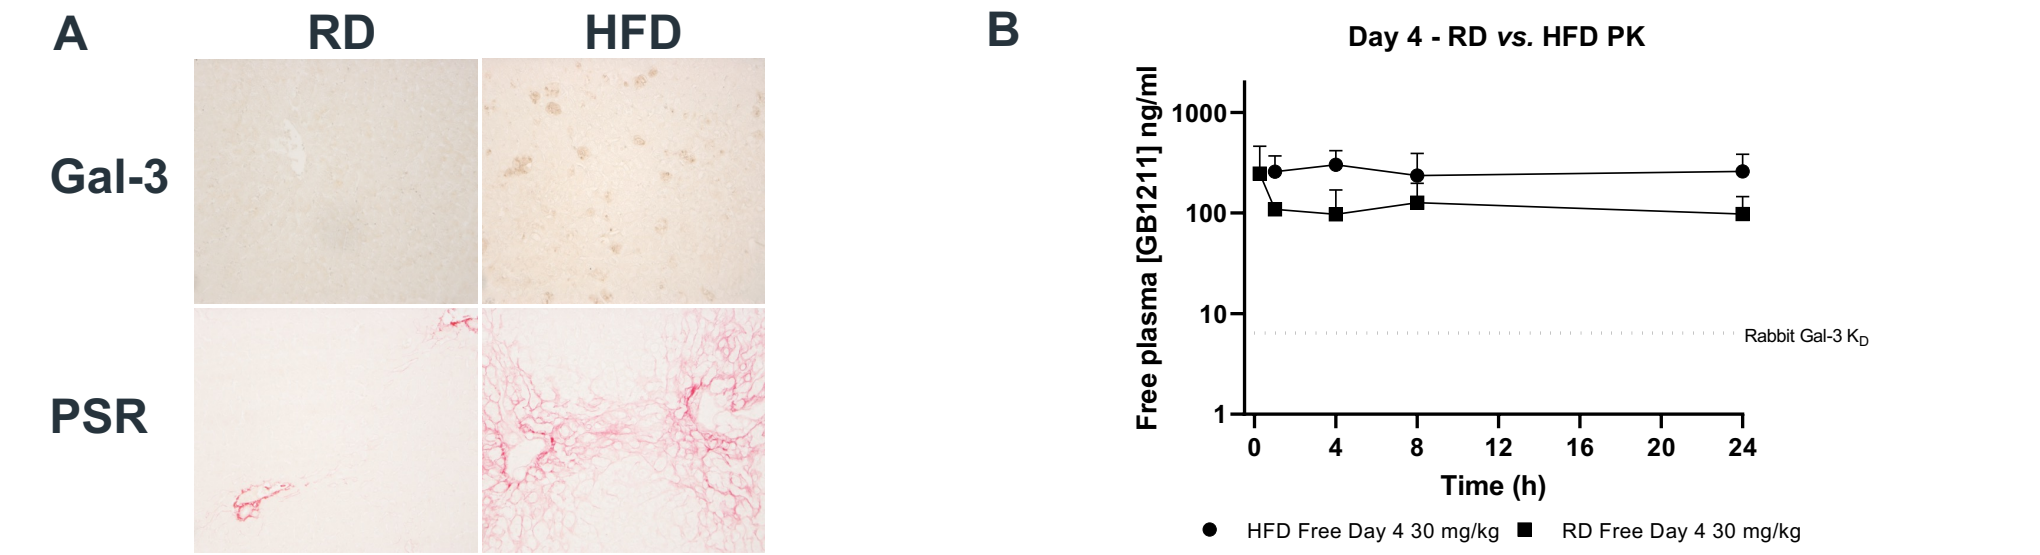 A
RD
HFD
Gal-3
PSR
B
Day 4 - RD vs. HFD PK
Free plasma [GB1211] ng/ml
1000
100
10
1
Rabbit Gal-3 KD
0 4 8 12 16 20 24
Time (h)
HFD Free Day 4 30 mg/kg RD Free Day 4 30 mg/kg